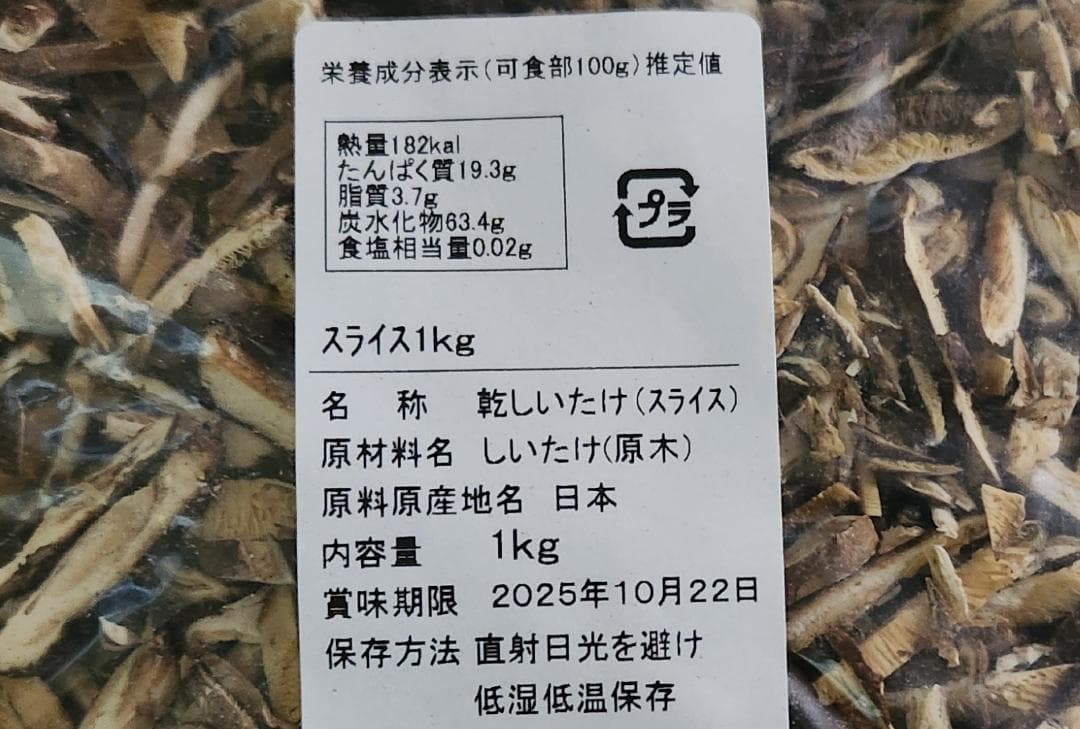 栄養成分表示(可食部100g)推定値
熱量182kal
たんぱく質19.3g
脂質3.7g
炭水化物63.4g
食塩相当量0.02g
プラ
スライス1kg
名 称 乾しいたけ(スライス)
原材料名 しいたけ(原木)
原料原産地名 日本
内容量 1kg
賞味期限 2025年10月22日
保存方法 直射日光を避け
低湿低温保存